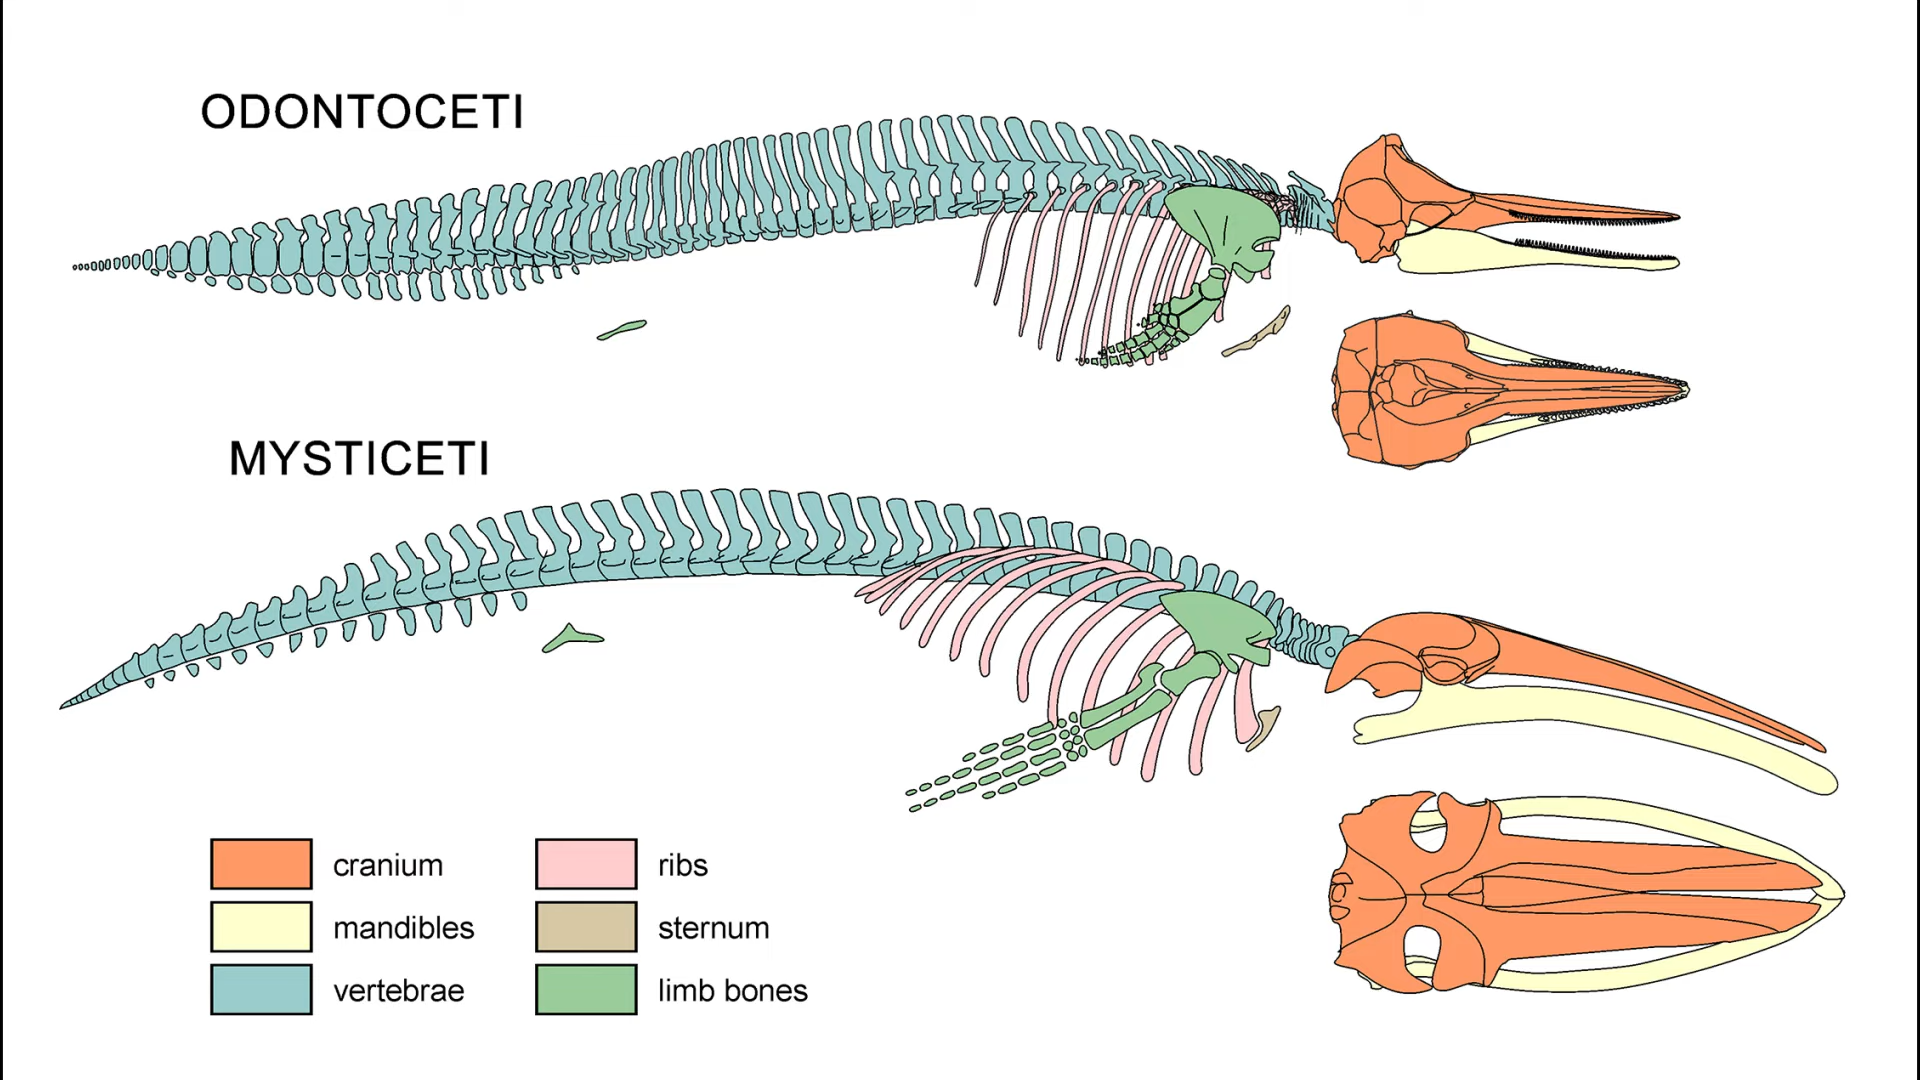 ODONTOCETI
MYSTICETI
cranium
ribs
mandibles
sternum
vertebrae
limb bones